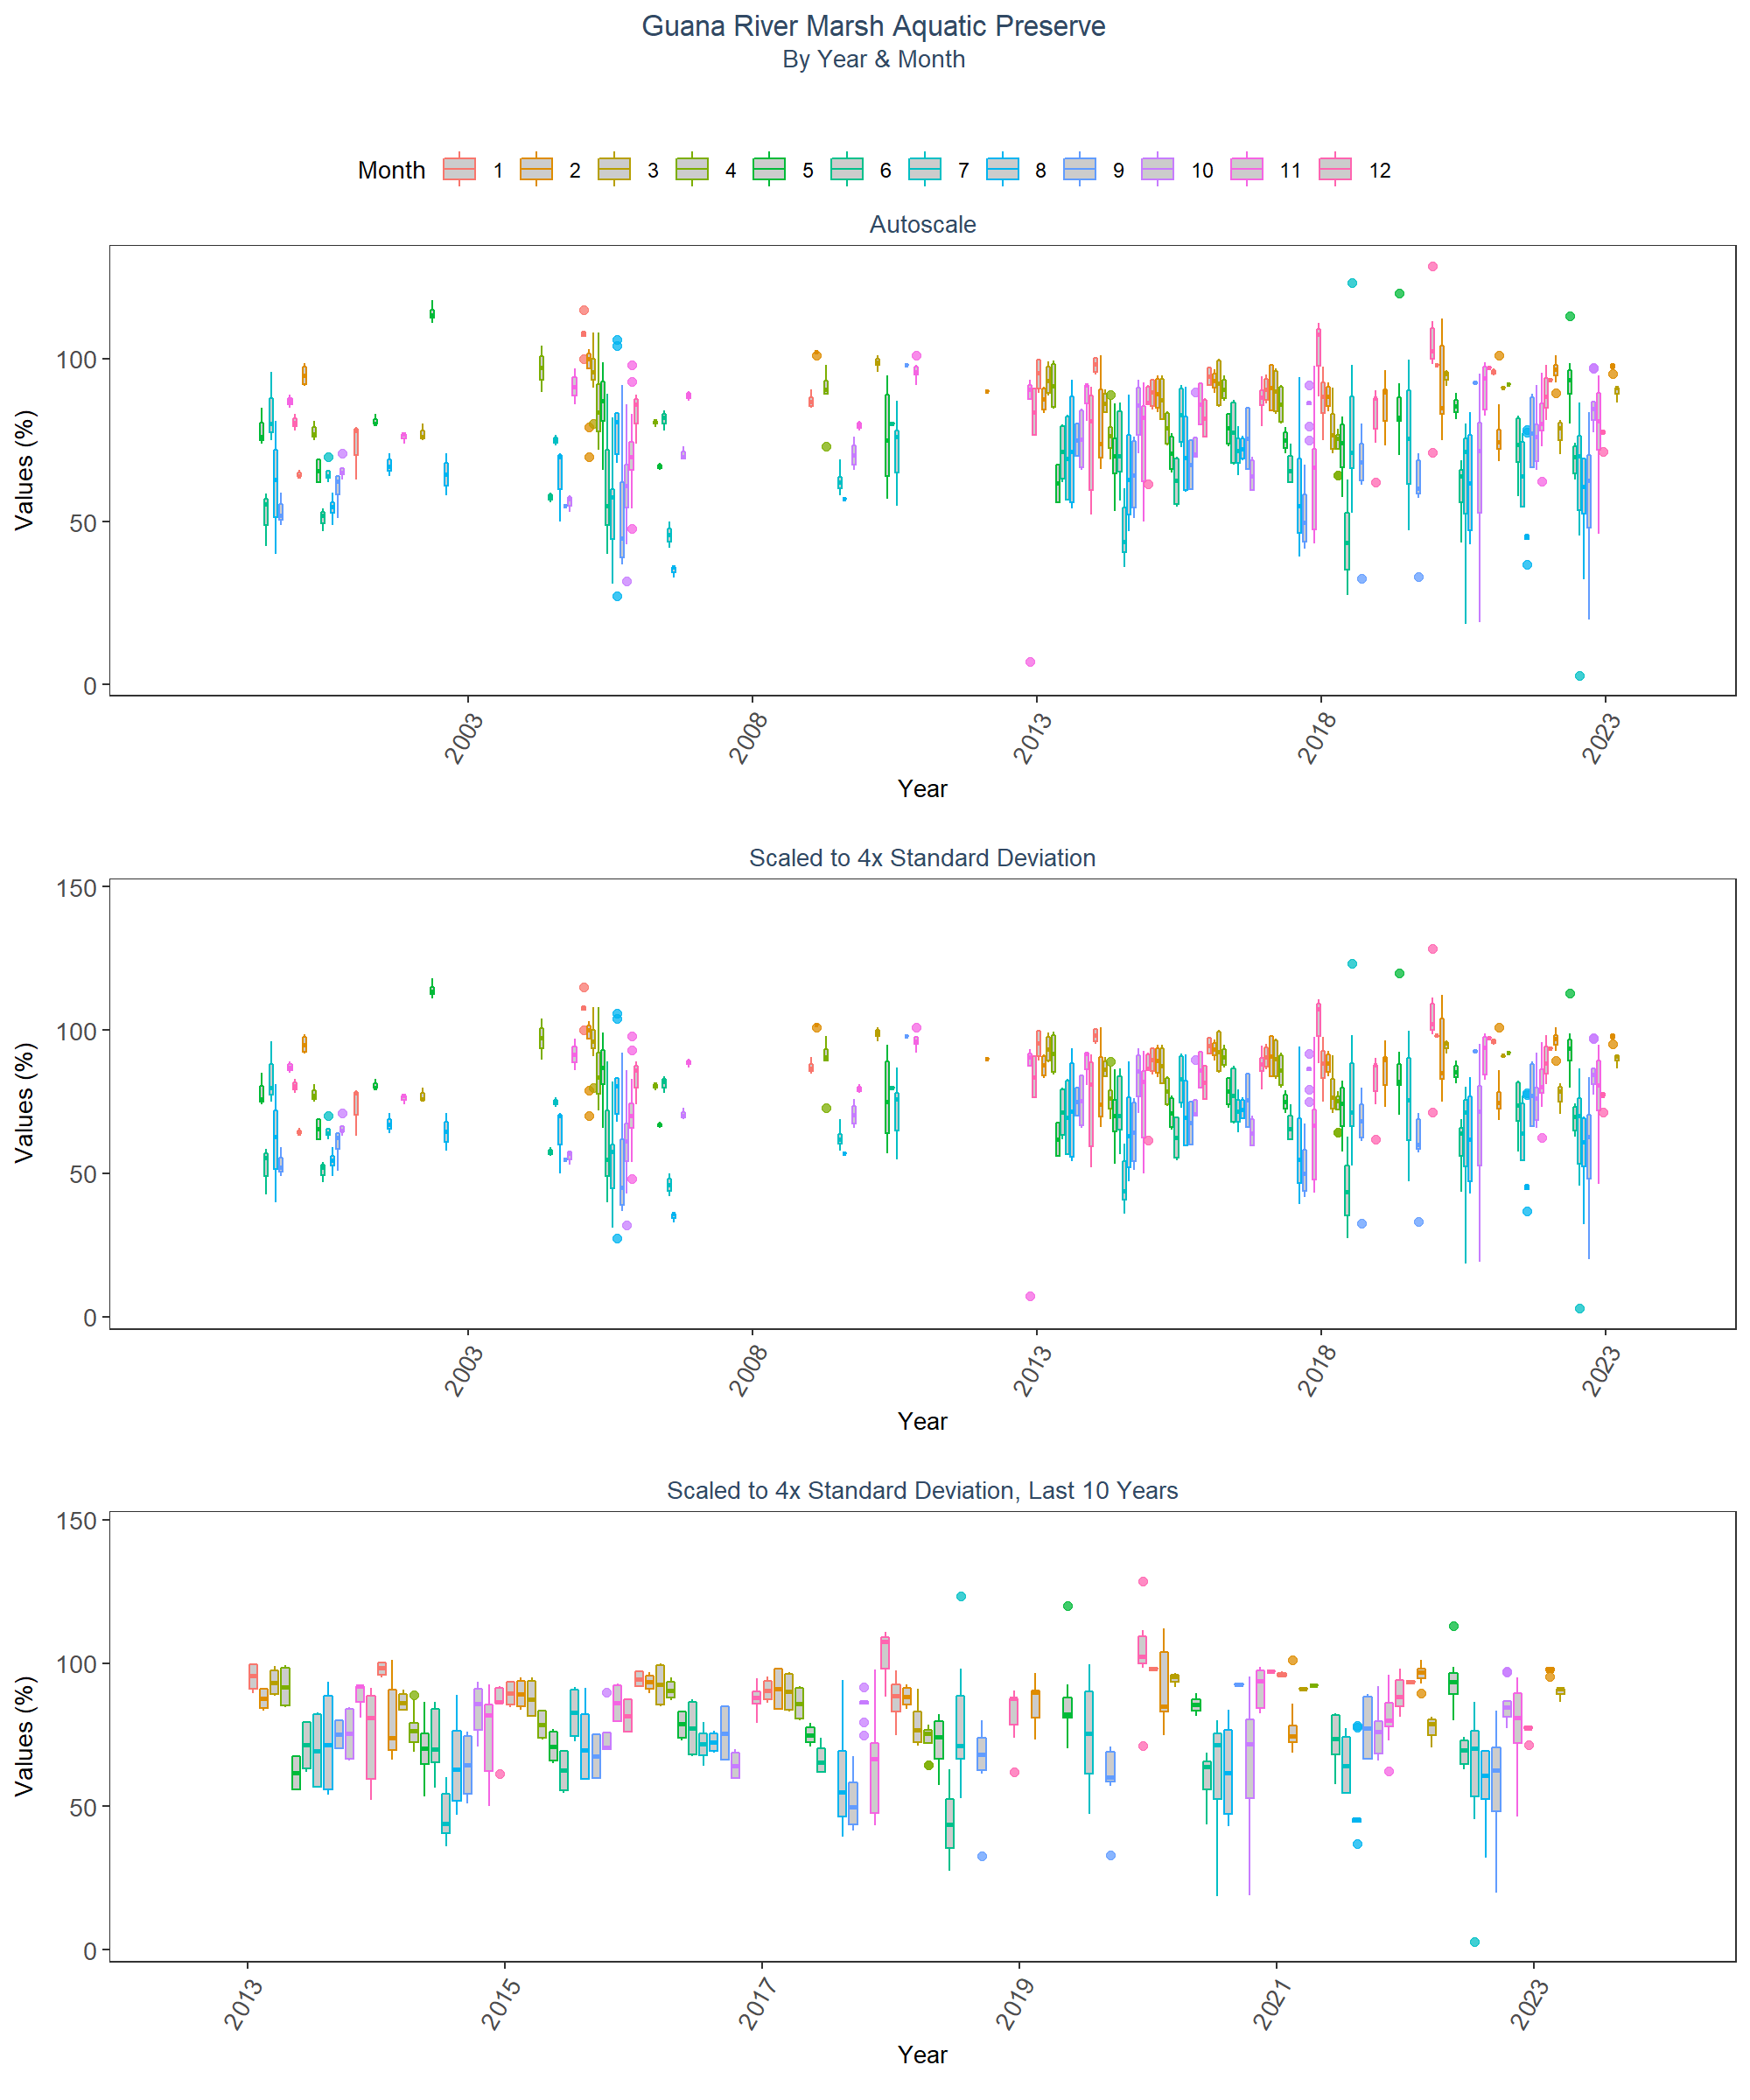 Guana River Marsh Aquatic Preserve
By Year & Month
Month 1 2 3 4 5 6 7 8 9 10 11 12
Autoscale
Values (%)
100
50
0
2003 2008 2013 2018 2023
Year
Scaled to 4x Standard Deviation
Values (%)
150
100
50
0
2003 2008 2013 2018 2023
Year
Scaled to 4x Standard Deviation, Last 10 Years
Values (%)
150
100
50
0
2013 2015 2017 2019 2021 2023
Year